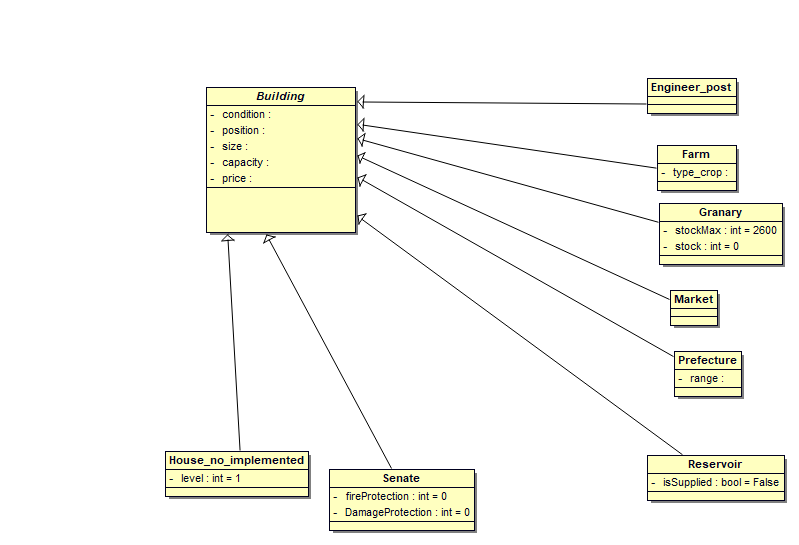 Building
- condition :
- position :
- size :
- capacity :
- price :
Engineer_post
Farm
- type_crop :
Granary
- stockMax : int = 2600
- stock : int = 0
Market
Prefecture
- range :
House_no_implemented
- level : int = 1
Senate
- fireProtection : int = 0
- DamageProtection : int = 0
Reservoir
- isSupplied : bool = False